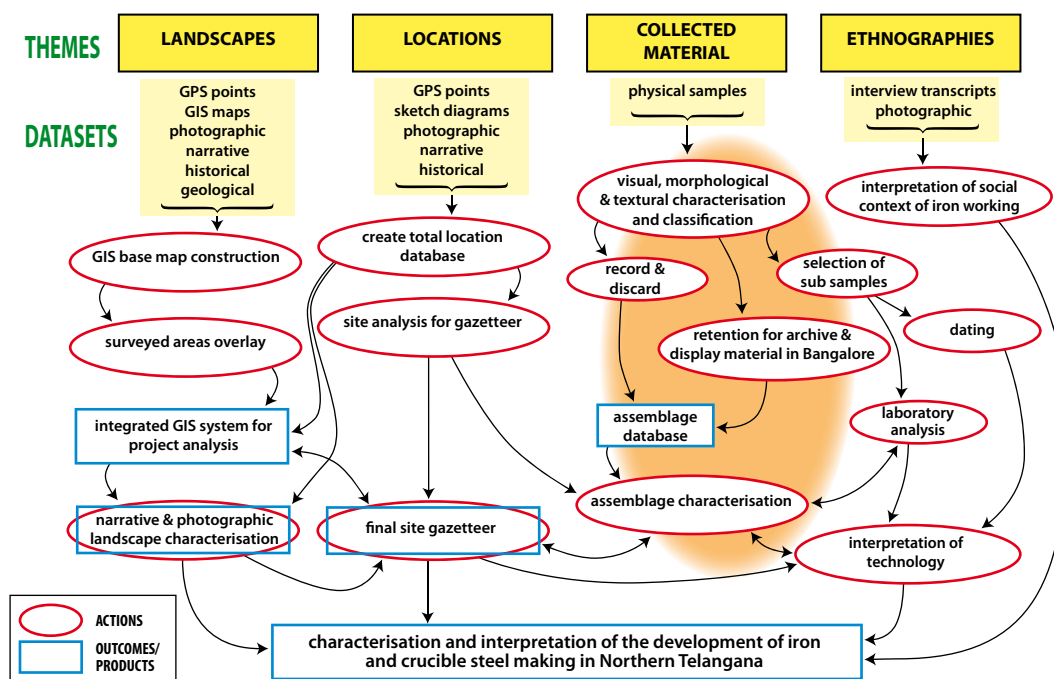 THEMES
LANDSCAPES
LOCATIONS
COLLECTED
MATERIAL
ETHNOGRAPHIES
DATASETS
GPS points
GIS maps
photographic
narrative
historical
geological
GPS points
sketch diagrams
photographic
narrative
historical
physical samples
interview transcripts
photographic
GIS base map construction
surveyed areas overlay
integrated GIS system for
project analysis
narrative & photographic
landscape characterisation
create total location
database
site analysis for gazetteer
final site gazetteer
visual, morphological
& textural characterisation
and classification
record &
discard
retention for archive &
display material in Bangalore
assemblage
database
assemblage characterisation
selection of
sub samples
dating
laboratory
analysis
interpretation of
technology
interpretation of social
context of iron working
characterisation and interpretation of the development of iron
and crucible steel making in Northern Telangana
ACTIONS
OUTCOMES/
PRODUCTS